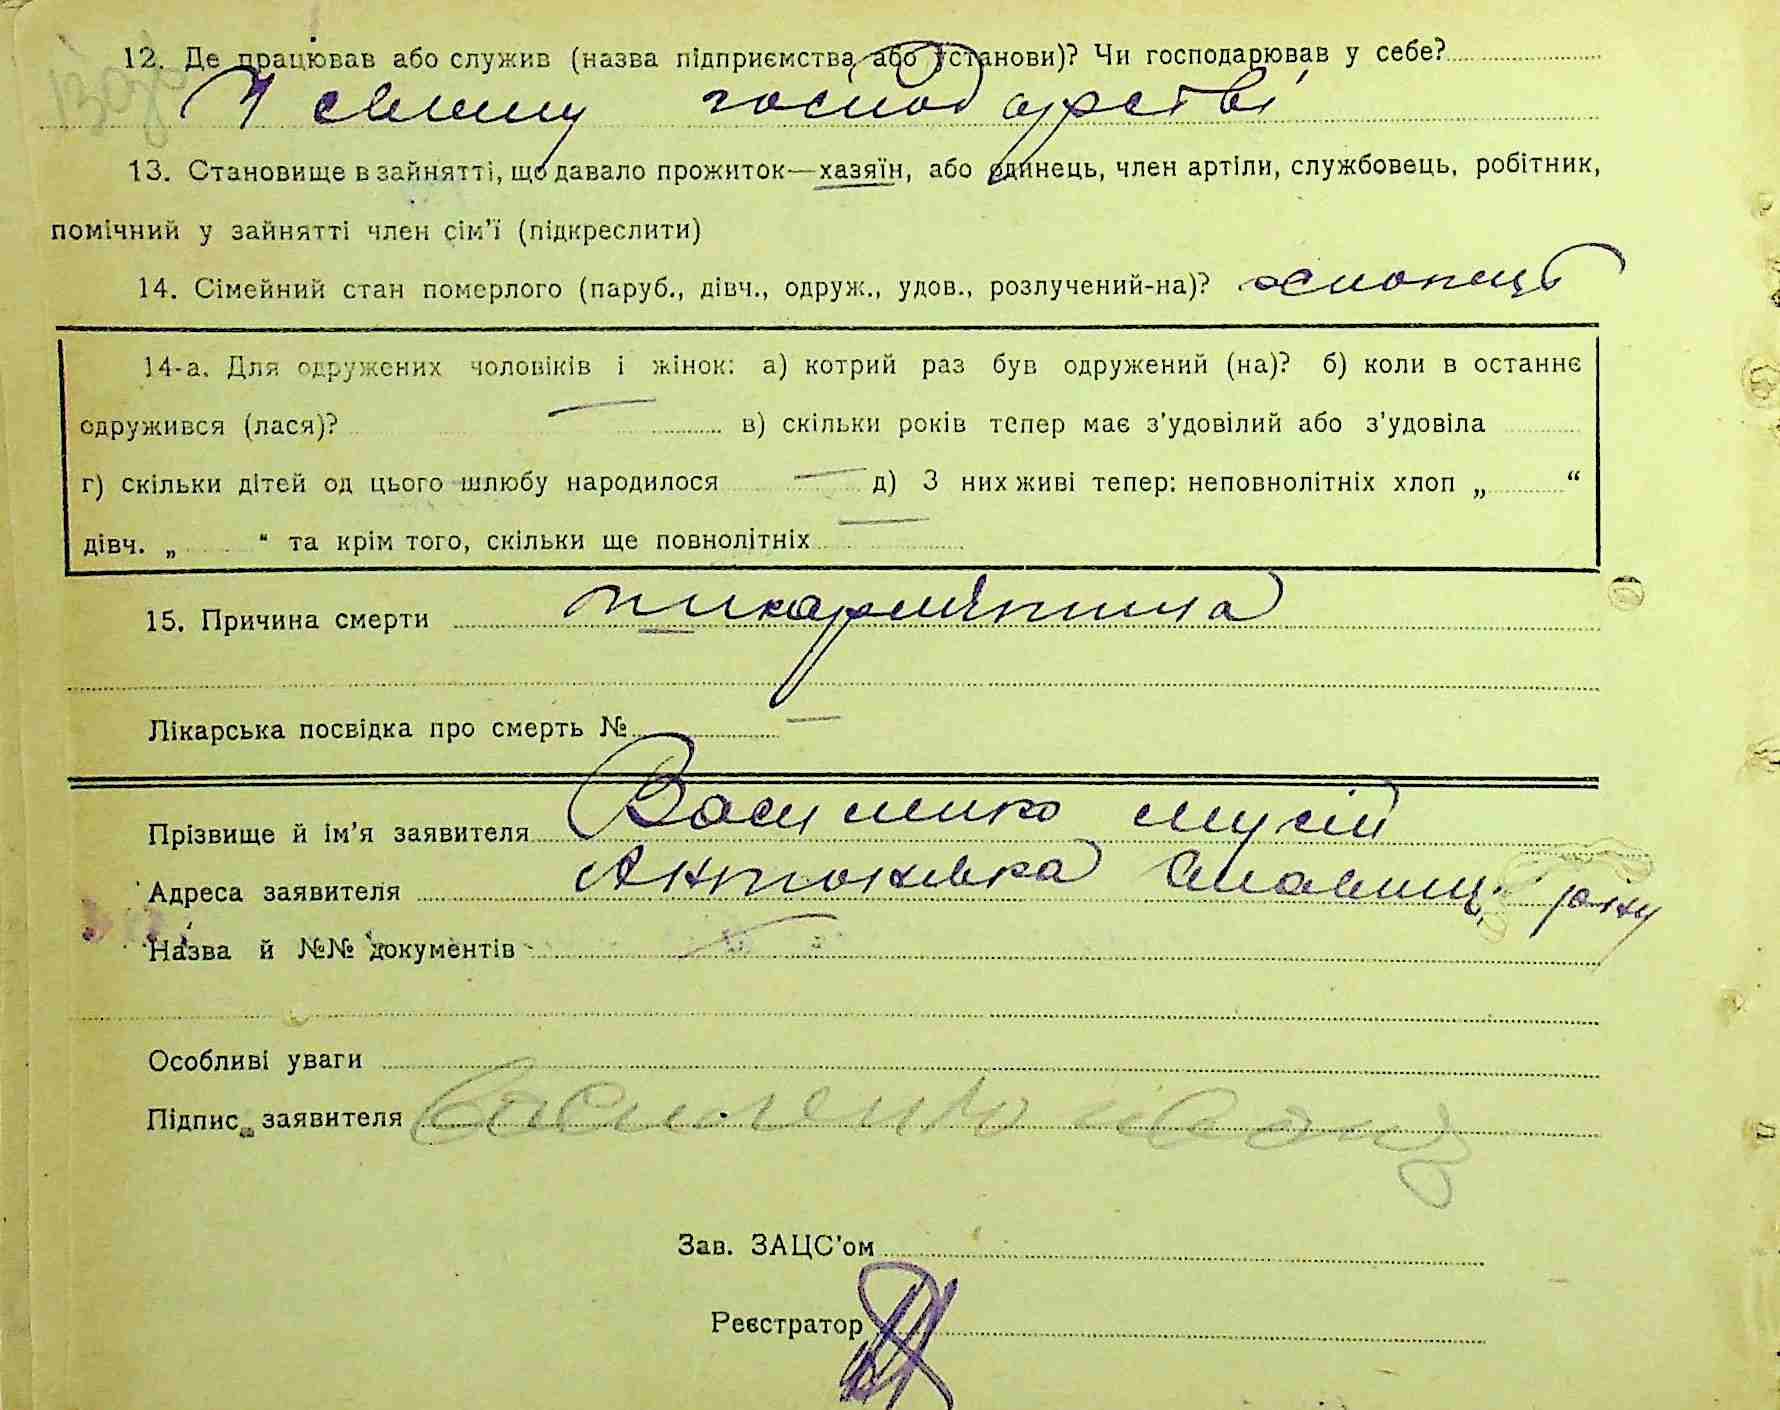 12. Де працював або служив (назва підприємства або установи)? Чи господарював у себе?
У своєму господарстві
13. Становище в зайнятті, що давало прожиток—хазяїн, або одинець, член артіли, службовець, робітник,
помічний у зайнятті член сім'ї (підкреслити)
14. Сімейний стан померлого (паруб., дівч., одруж., удов., розлучений-на)? хлопець
14-а. Для одружених чоловіків і жінок: а) котрий раз був одружений (на)? б) коли в останнє
одружився (лася)? в) скільки років тепер має з'удовілий або з'удовіла
г) скільки дітей од цього шлюбу народилося д) З них живі тепер: неповнолітніх хлоп „ “
дівч. „ “ та крім того, скільки ще повнолітніх
15. Причина смерти
Лікарська посвідка про смерть №
Прізвище й ім'я заявителя Василенко Мусій
Адреса заявителя Антонівка
Назва й №№ документів
Особливі уваги
Підпис заявителя Василенко
Зав. ЗАЦС'ом
Реєстратор